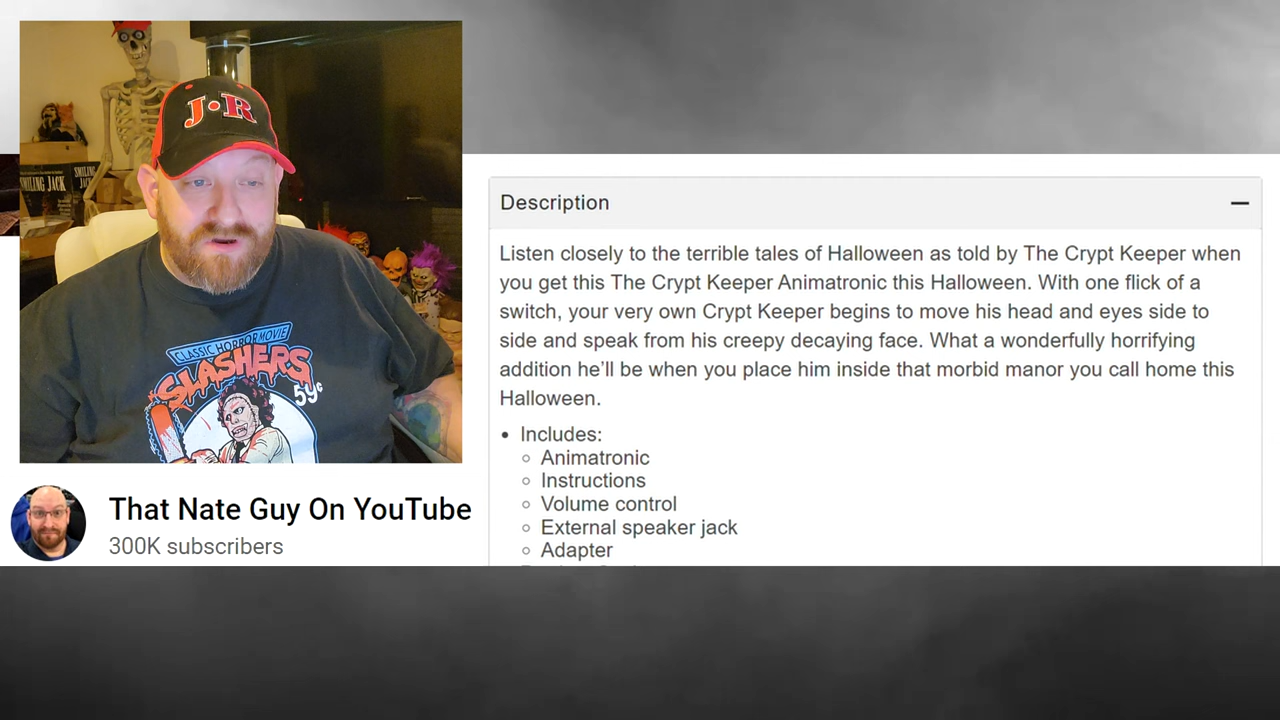 J·R
SMILING JACK
SMILING
JACK
CLASSIC HORROR MOVIE
SLASHERS
59¢
That Nate Guy On YouTube
300K subscribers
Description
Listen closely to the terrible tales of Halloween as told by The Crypt Keeper when
you get this The Crypt Keeper Animatronic this Halloween. With one flick of a
switch, your very own Crypt Keeper begins to move his head and eyes side to
side and speak from his creepy decaying face. What a wonderfully horrifying
addition he’ll be when you place him inside that morbid manor you call home this
Halloween.
• Includes:
○ Animatronic
○ Instructions
○ Volume control
○ External speaker jack
○ Adapter